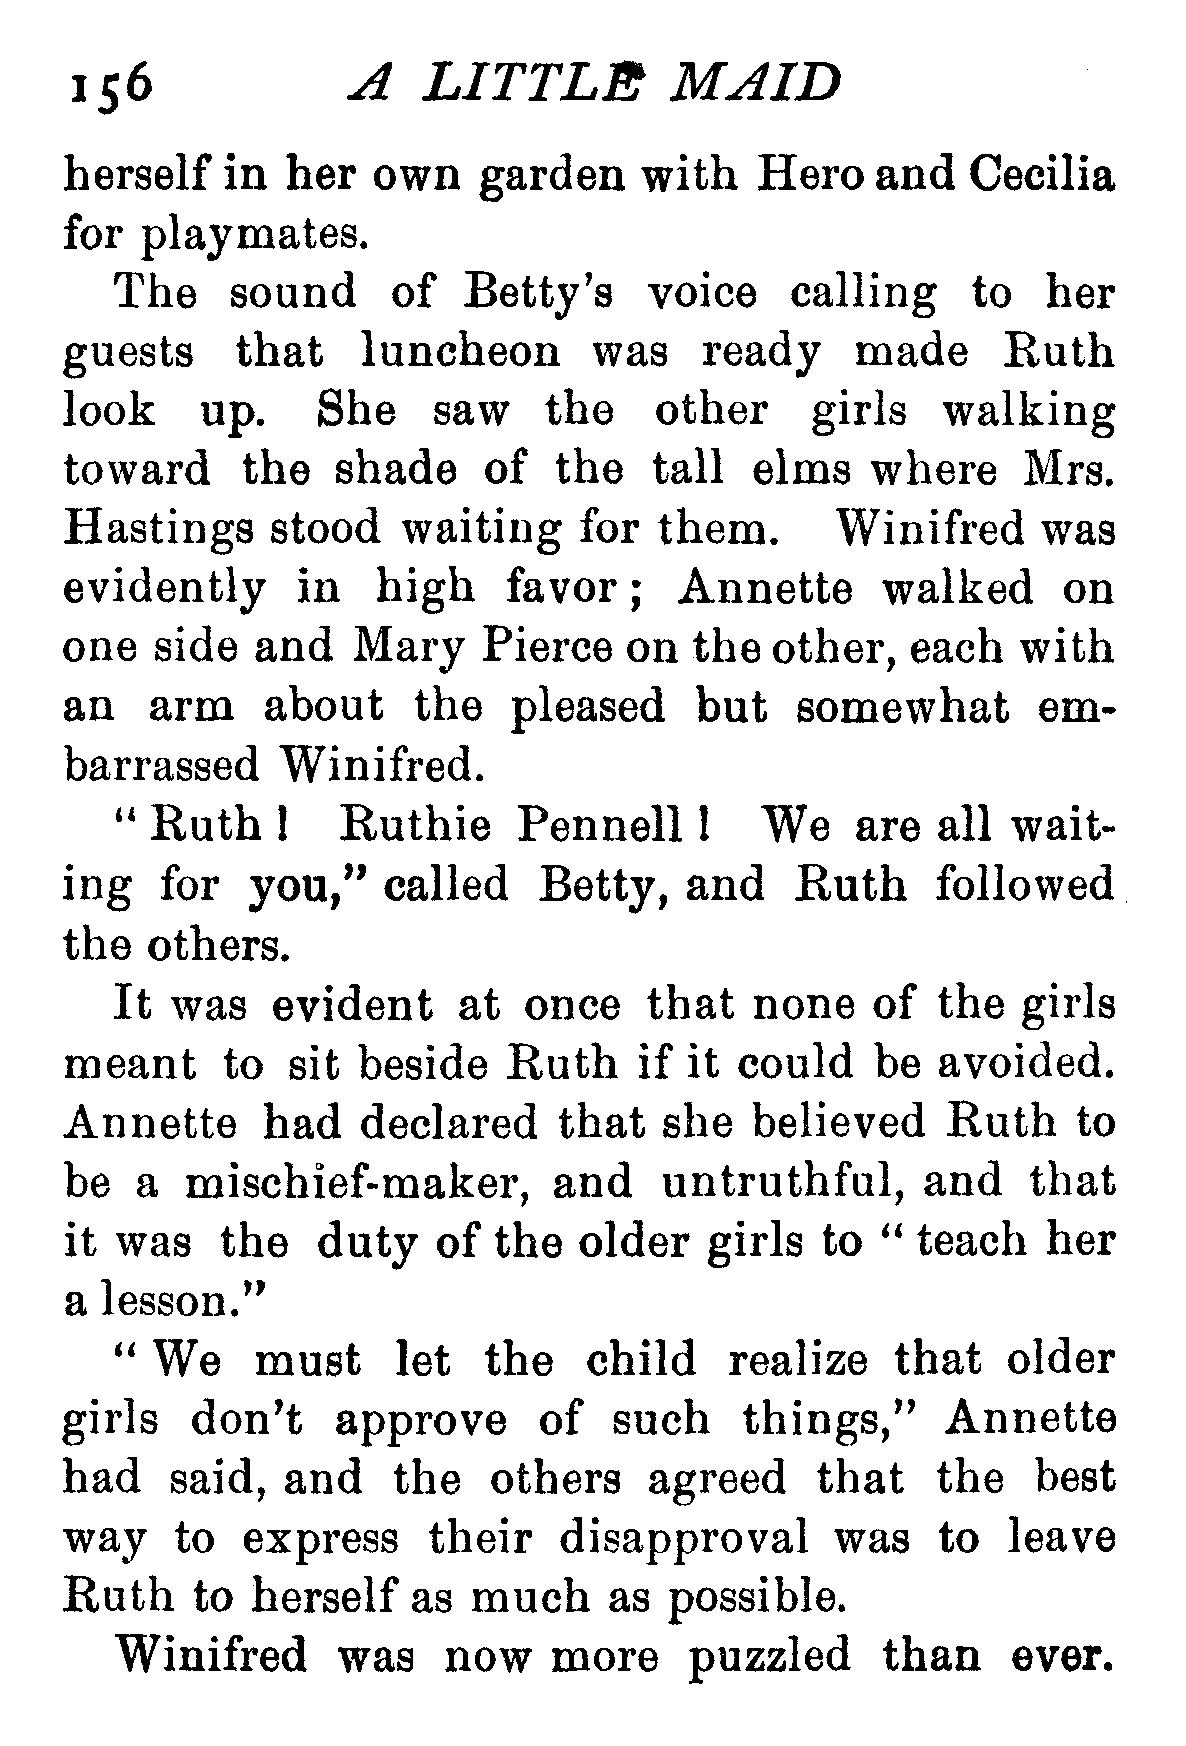 156 A LITTLE MAID
herself in her own garden with Hero and Cecilia
for playmates.
The sound of Betty's voice calling to her
guests that luncheon was ready made Ruth
look up. She saw the other girls walking
toward the shade of the tall elms where Mrs.
Hastings stood waiting for them. Winifred was
evidently in high favor; Annette walked on
one side and Mary Pierce on the other, each with
an arm about the pleased but somewhat em-
barrassed Winifred.
"Ruth! Ruthie Pennell! We are all wait-
ing for you," called Betty, and Ruth followed
the others.
It was evident at once that none of the girls
meant to sit beside Ruth if it could be avoided.
Annette had declared that she believed Ruth to
be a mischief-maker, and untruthful, and that
it was the duty of the older girls to "teach her
a lesson."
"We must let the child realize that older
girls don't approve of such things," Annette
had said, and the others agreed that the best
way to express their disapproval was to leave
Ruth to herself as much as possible.
Winifred was now more puzzled than ever.